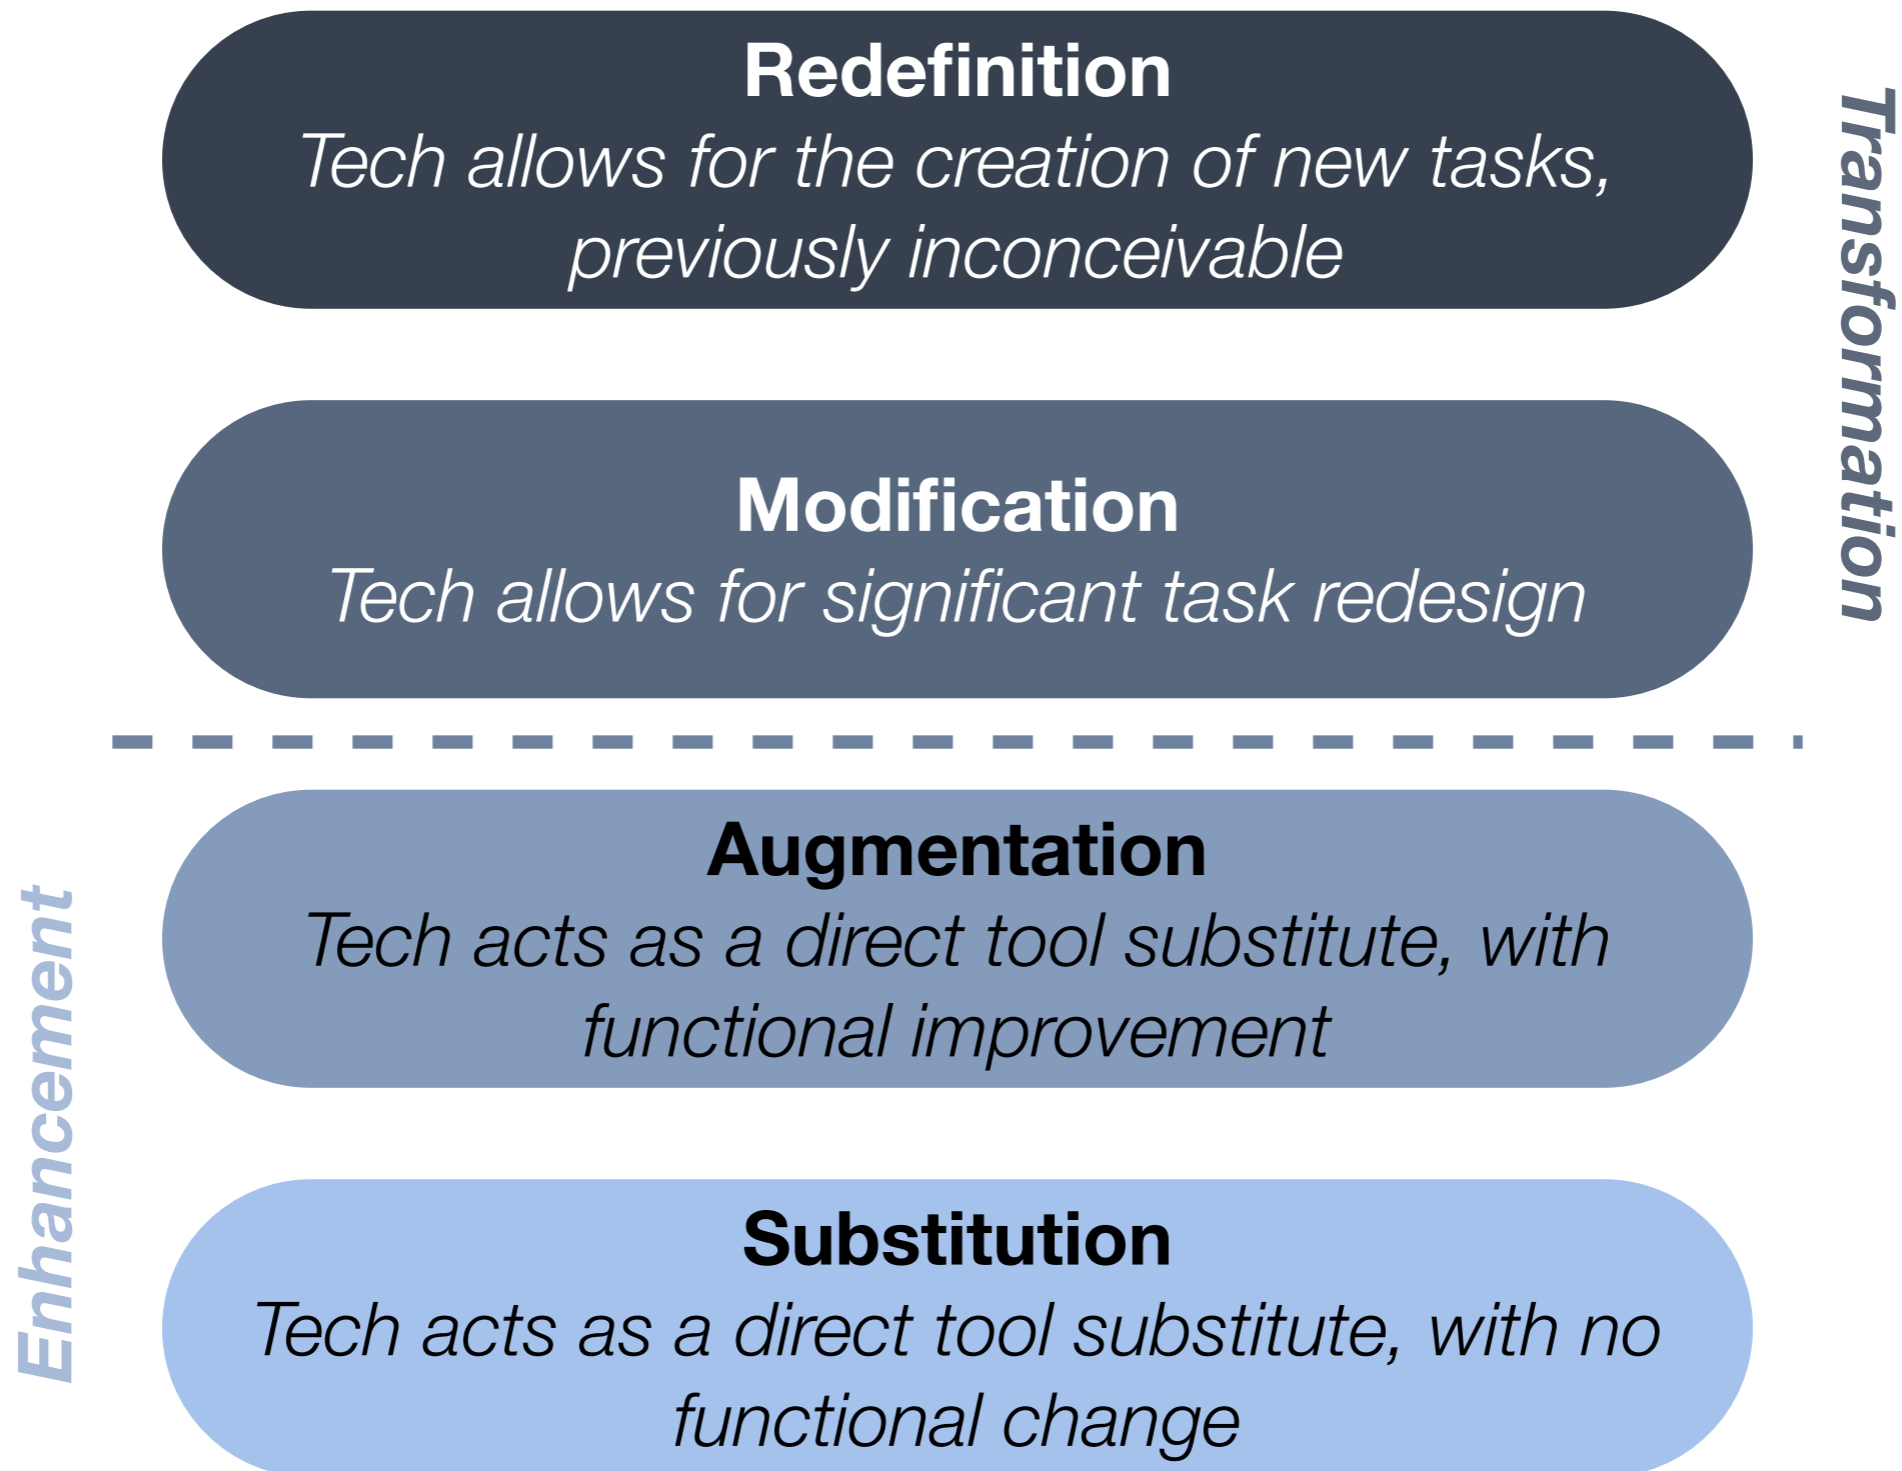 Redefinition
Tech allows for the creation of new tasks,
previously inconceivable
Transformation
Modification
Tech allows for significant task redesign
Augmentation
Tech acts as a direct tool substitute, with
functional improvement
Enhancement
Substitution
Tech acts as a direct tool substitute, with no
functional change